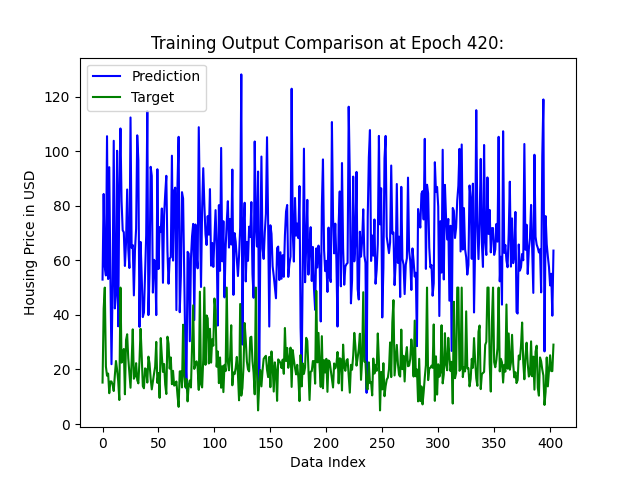 Training Output Comparison at Epoch 420:
Prediction
Target
Housing Price in USD
120
100
80
60
40
20
0
0 50 100 150 200 250 300 350 400
Data Index